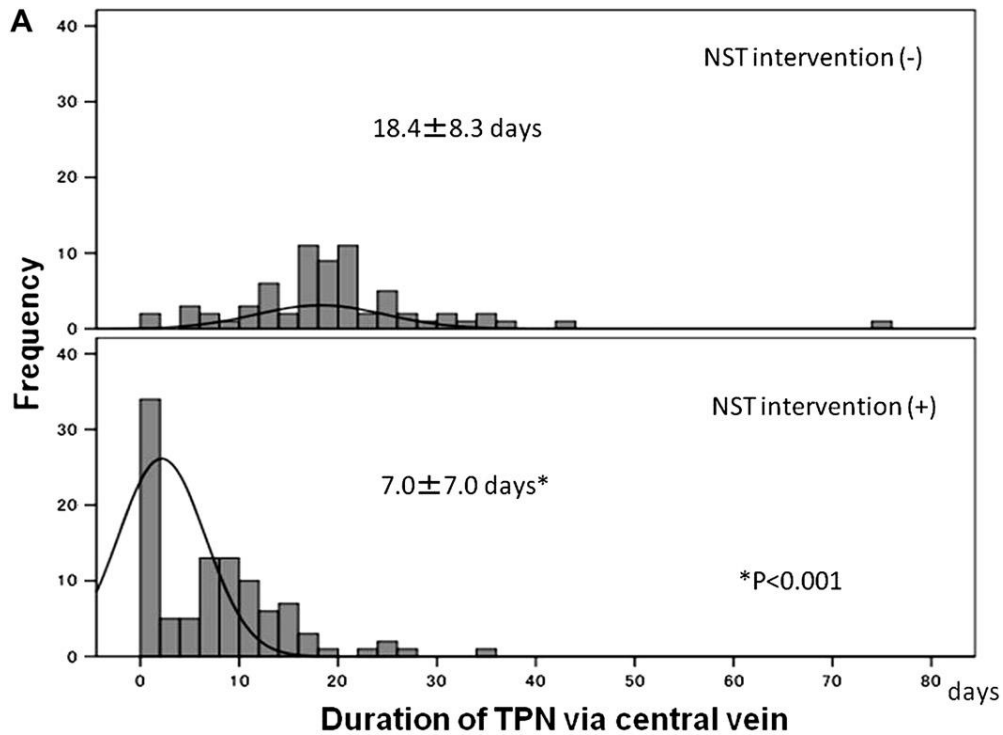 A
40
30
20
10
0
NST intervention (-)
18.4±8.3 days
Frequency
40
30
20
10
0
NST intervention (+)
7.0±7.0 days*
*P<0.001
0 10 20 30 40 50 60 70 80 days
Duration of TPN via central vein